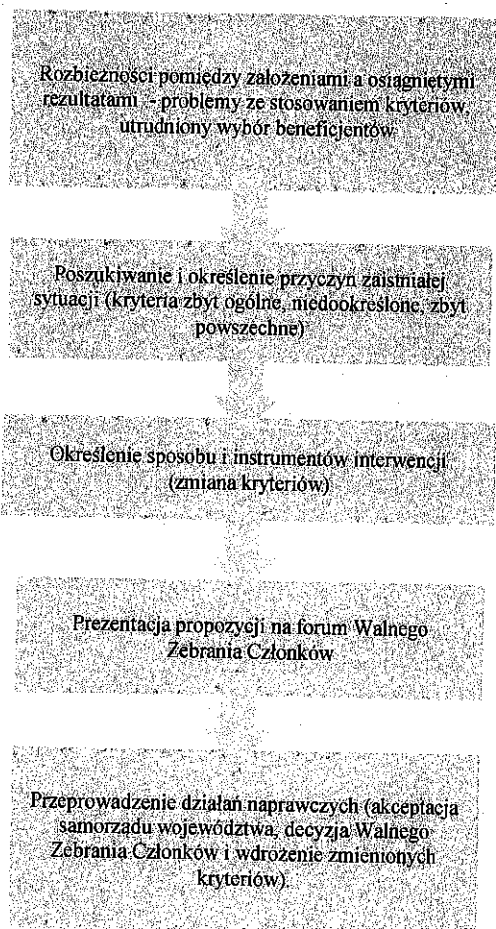 Rozbieżności pomiędzy założeniami a osiągniętymi
rezultatami - problemy ze stosowaniem kryteriów,
utrudniony wybór beneficjentów
Poszukiwanie i określenie przyczyn zaistniałej
sytuacji (kryteria zbyt ogólne, niedookreślone, zbyt
powszechne)
Określenie sposobu i instrumentów interwencji
(zmiana kryteriów)
Prezentacja propozycji na forum Walnego
Zebrania Członków
Przeprowadzenie działań naprawczych (akceptacja
samorządu województwa, decyzja Walnego
Zebrania Członków i wdrożenie zmienionych
kryteriów).